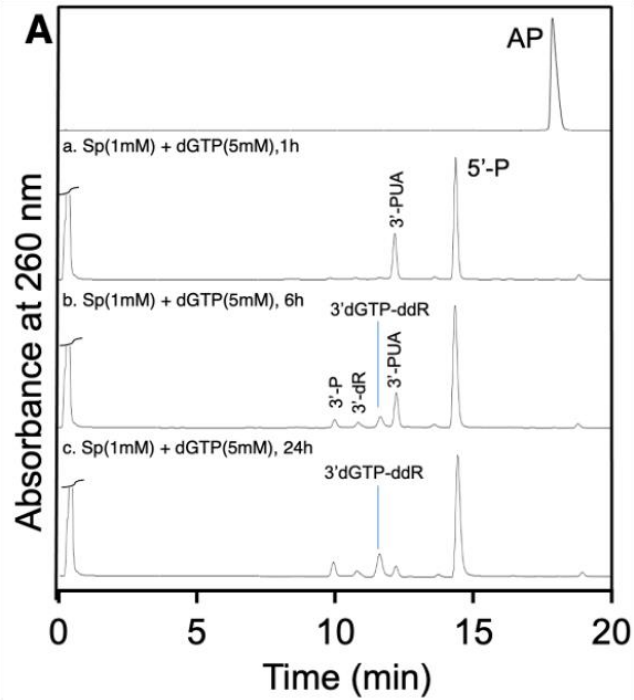 A
AP
a. Sp(1mM) + dGTP(5mM),1h
3'-PUA
5'-P
b. Sp(1mM) + dGTP(5mM), 6h
3'dGTP-ddR
3'-P
3'-dR
3'-PUA
c. Sp(1mM) + dGTP(5mM), 24h
3'dGTP-ddR
Absorbance at 260 nm
0 5 10 15 20
Time (min)